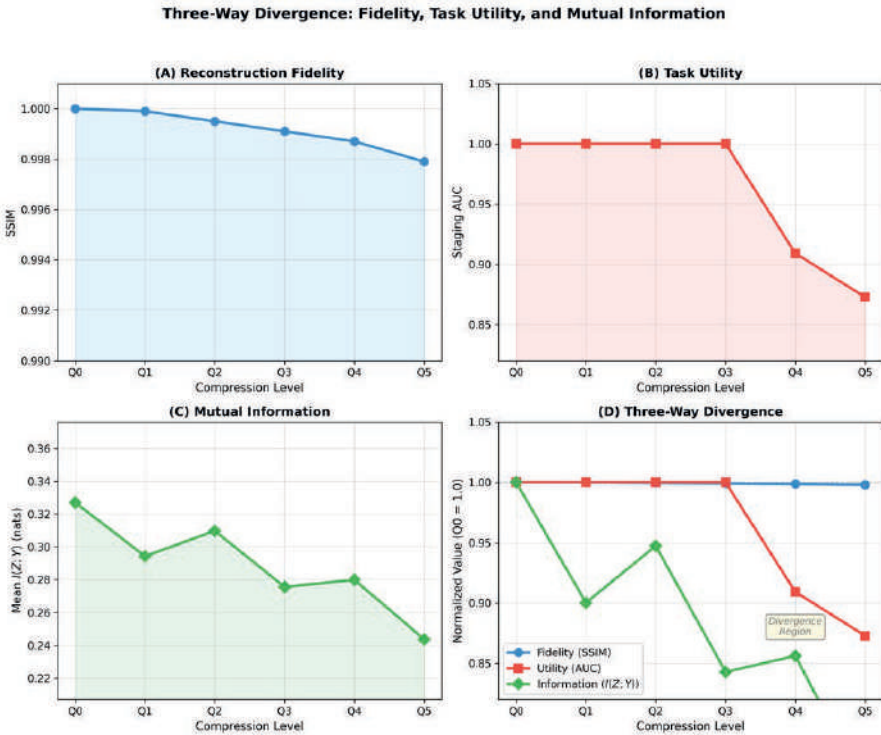 Three-Way Divergence: Fidelity, Task Utility, and Mutual Information
(A) Reconstruction Fidelity
SSIM
1.000
0.998
0.996
0.994
0.992
0.990
Q0 Q1 Q2 Q3 Q4 Q5
Compression Level
(B) Task Utility
Staging AUC
1.05
1.00
0.95
0.90
0.85
Q0 Q1 Q2 Q3 Q4 Q5
Compression Level
(C) Mutual Information
Mean I(Z;Y) (nats)
0.36
0.34
0.32
0.30
0.28
0.26
0.24
0.22
Q0 Q1 Q2 Q3 Q4 Q5
Compression Level
(D) Three-Way Divergence
Normalized Value (Q0 = 1.0)
1.05
1.00
0.95
0.90
0.85
Divergence
Region
Fidelity (SSIM)
Utility (AUC)
Information (I(Z;Y))
Q0 Q1 Q2 Q3 Q4 Q5
Compression Level